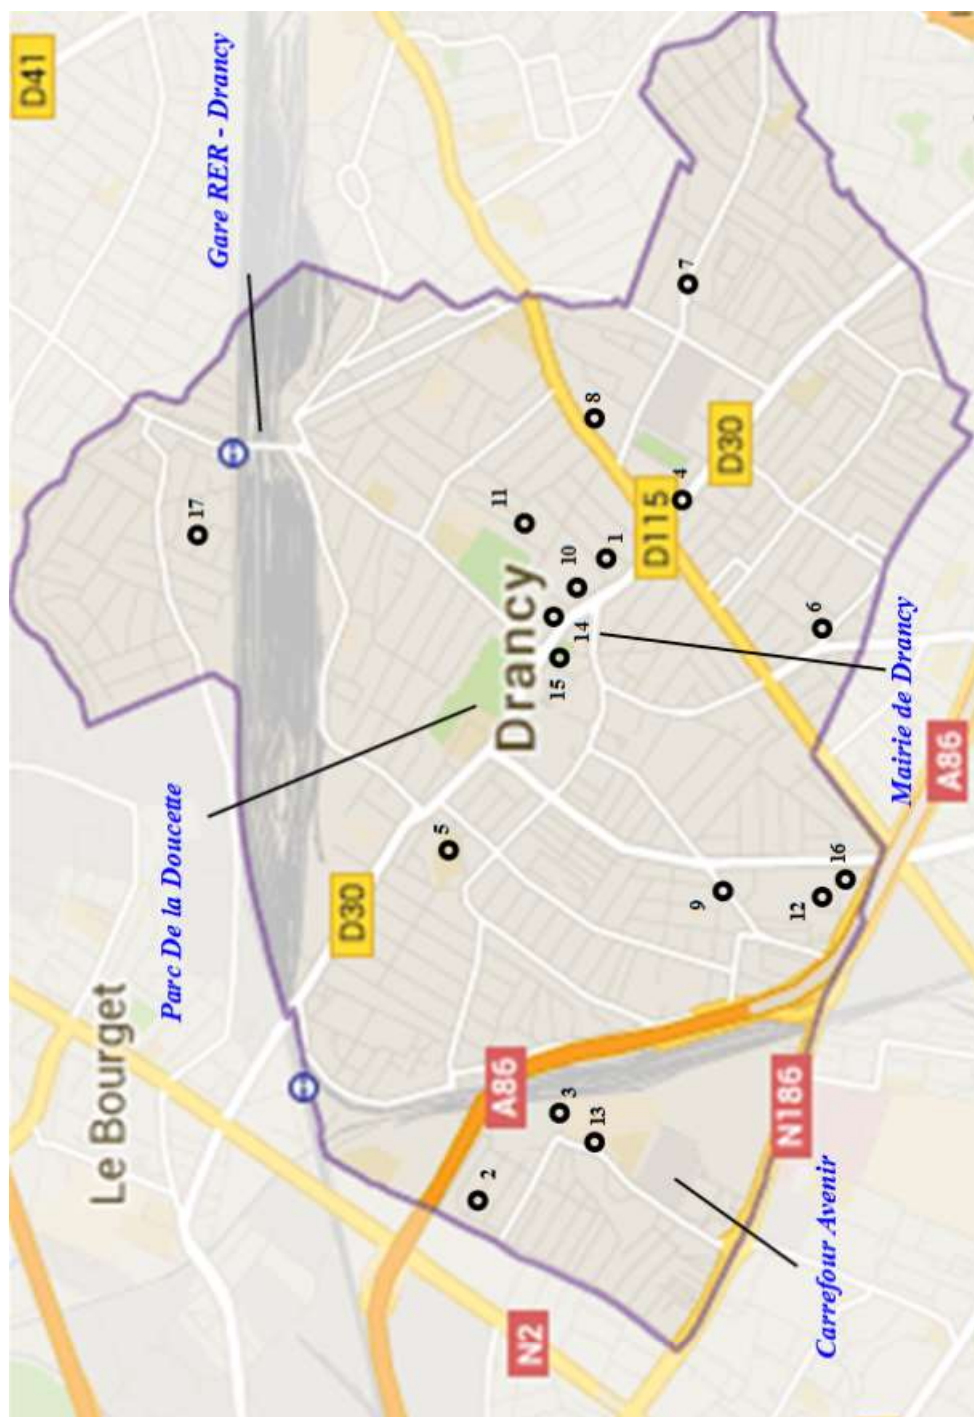 D41
Le Bourget
Parc De la Doucette
17
Gare RER - Drancy
D30
5
2
A86
Drancy
11
N2
15
10
3
14
8
13
1
D115
4
7
9
D30
N186
12
6
Carrefour Avenir
16
Mairie de Drancy
A86